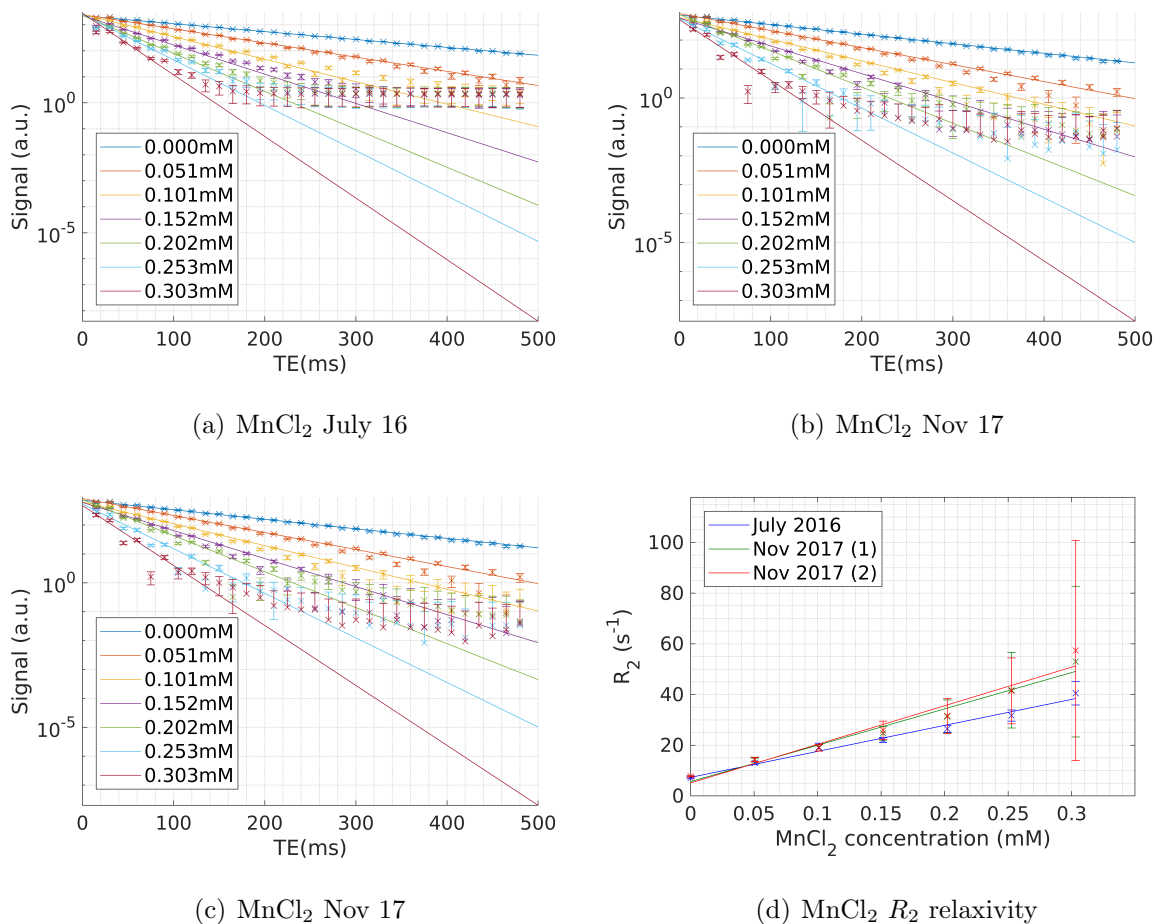 Signal (a.u.)
10^0
10^-5
0.000mM
0.051mM
0.101mM
0.152mM
0.202mM
0.253mM
0.303mM
0 100 200 300 400 500
TE(ms)
(a) MnCl₂ July 16
Signal (a.u.)
10^0
10^-5
0.000mM
0.051mM
0.101mM
0.152mM
0.202mM
0.253mM
0.303mM
0 100 200 300 400 500
TE(ms)
(b) MnCl₂ Nov 17
Signal (a.u.)
10^0
10^-5
0.000mM
0.051mM
0.101mM
0.152mM
0.202mM
0.253mM
0.303mM
0 100 200 300 400 500
TE(ms)
(c) MnCl₂ Nov 17
R₂ (s^-1)
100
80
60
40
20
0
July 2016
Nov 2017 (1)
Nov 2017 (2)
0 0.05 0.1 0.15 0.2 0.25 0.3
MnCl₂ concentration (mM)
(d) MnCl₂ R₂ relaxivity